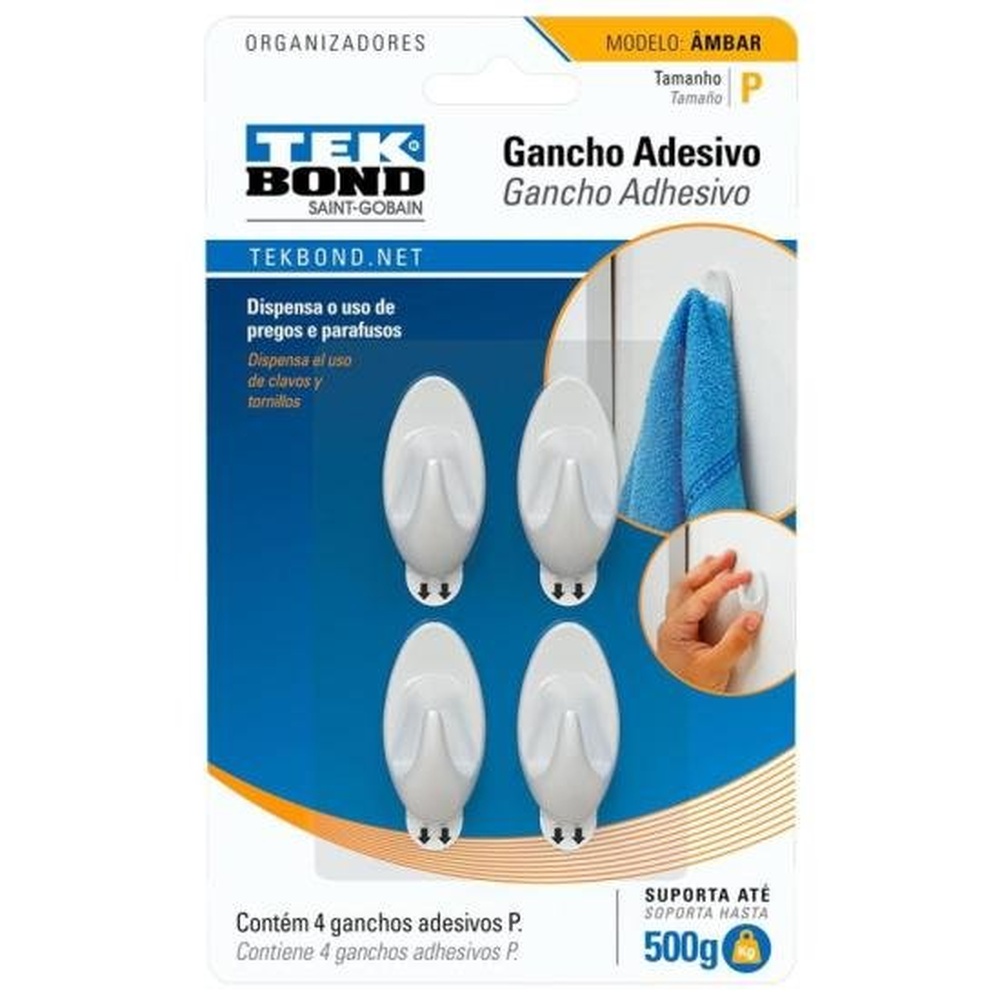 ORGANIZADORES
MODELO: ÂMBAR
Tamanho
Tamaño
P
TEK®
BOND
SAINT-GOBAIN
Gancho Adesivo
Gancho Adhesivo
TEKBOND.NET
Dispensa o uso de
pregos e parafusos
Dispensa el uso
de clavos y
tornillos
Contém 4 ganchos adesivos P.
Contiene 4 ganchos adhesivos P.
SUPORTA ATÉ
SOPORTA HASTA
500g
Kg